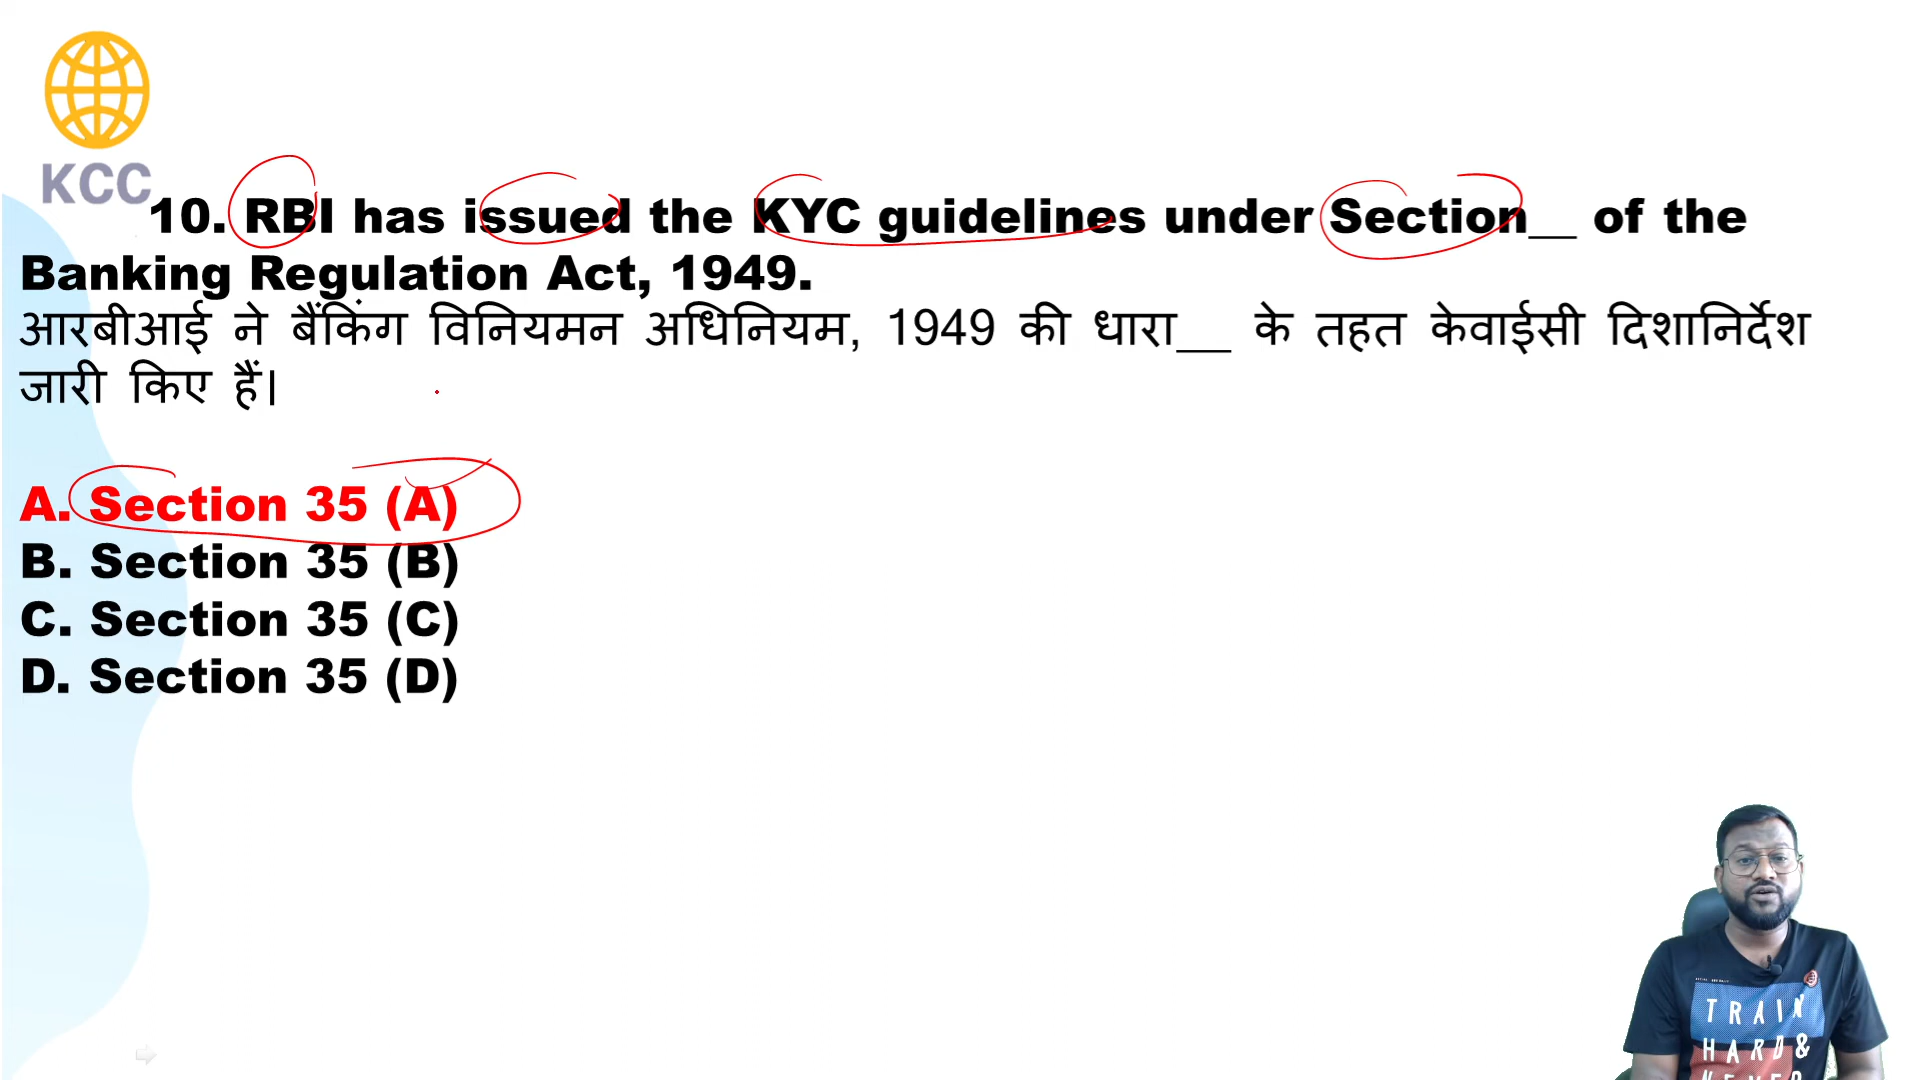 KCC
10. RBI has issued the KYC guidelines under Section__ of the
Banking Regulation Act, 1949.
आरबीआई ने बैंकिंग विनियमन अधिनियम, 1949 की धारा__ के तहत केवाईसी दिशानिर्देश
जारी किए हैं।
A. Section 35 (A)
B. Section 35 (B)
C. Section 35 (C)
D. Section 35 (D)
TRAIN
HARD&
NEVER